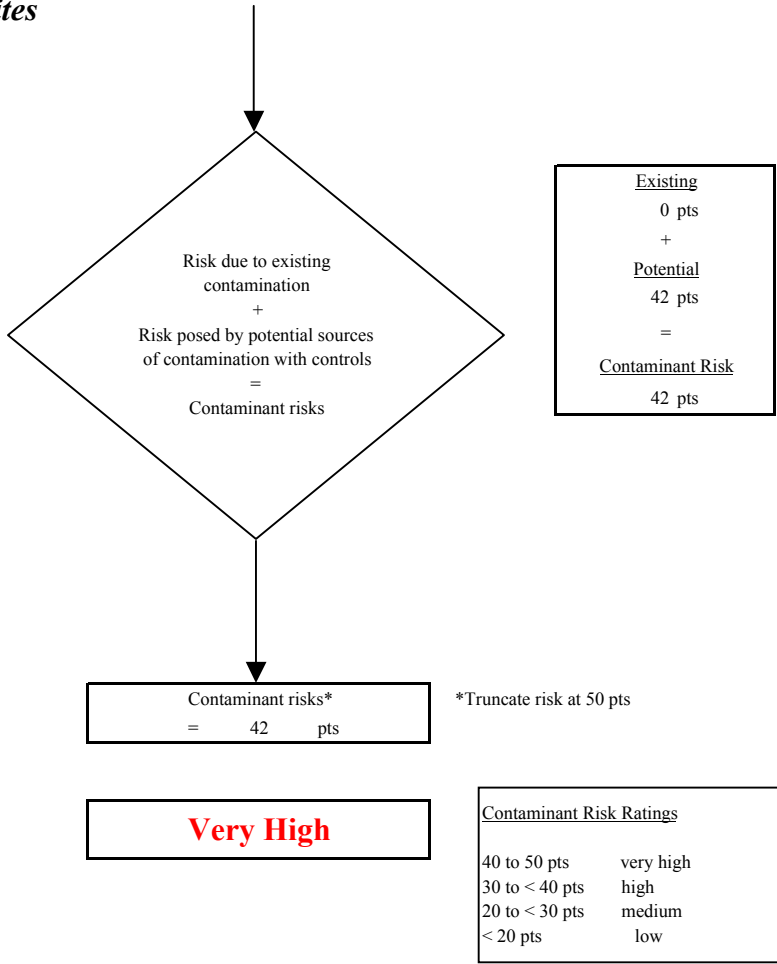 Risk due to existing
contamination
+
Risk posed by potential sources
of contamination with controls
=
Contaminant risks
Existing
0 pts
+
Potential
42 pts
=
Contaminant Risk
42 pts
Contaminant risks*
= 42 pts
*Truncate risk at 50 pts
Very High
Contaminant Risk Ratings
40 to 50 pts very high
30 to < 40 pts high
20 to < 30 pts medium
< 20 pts low